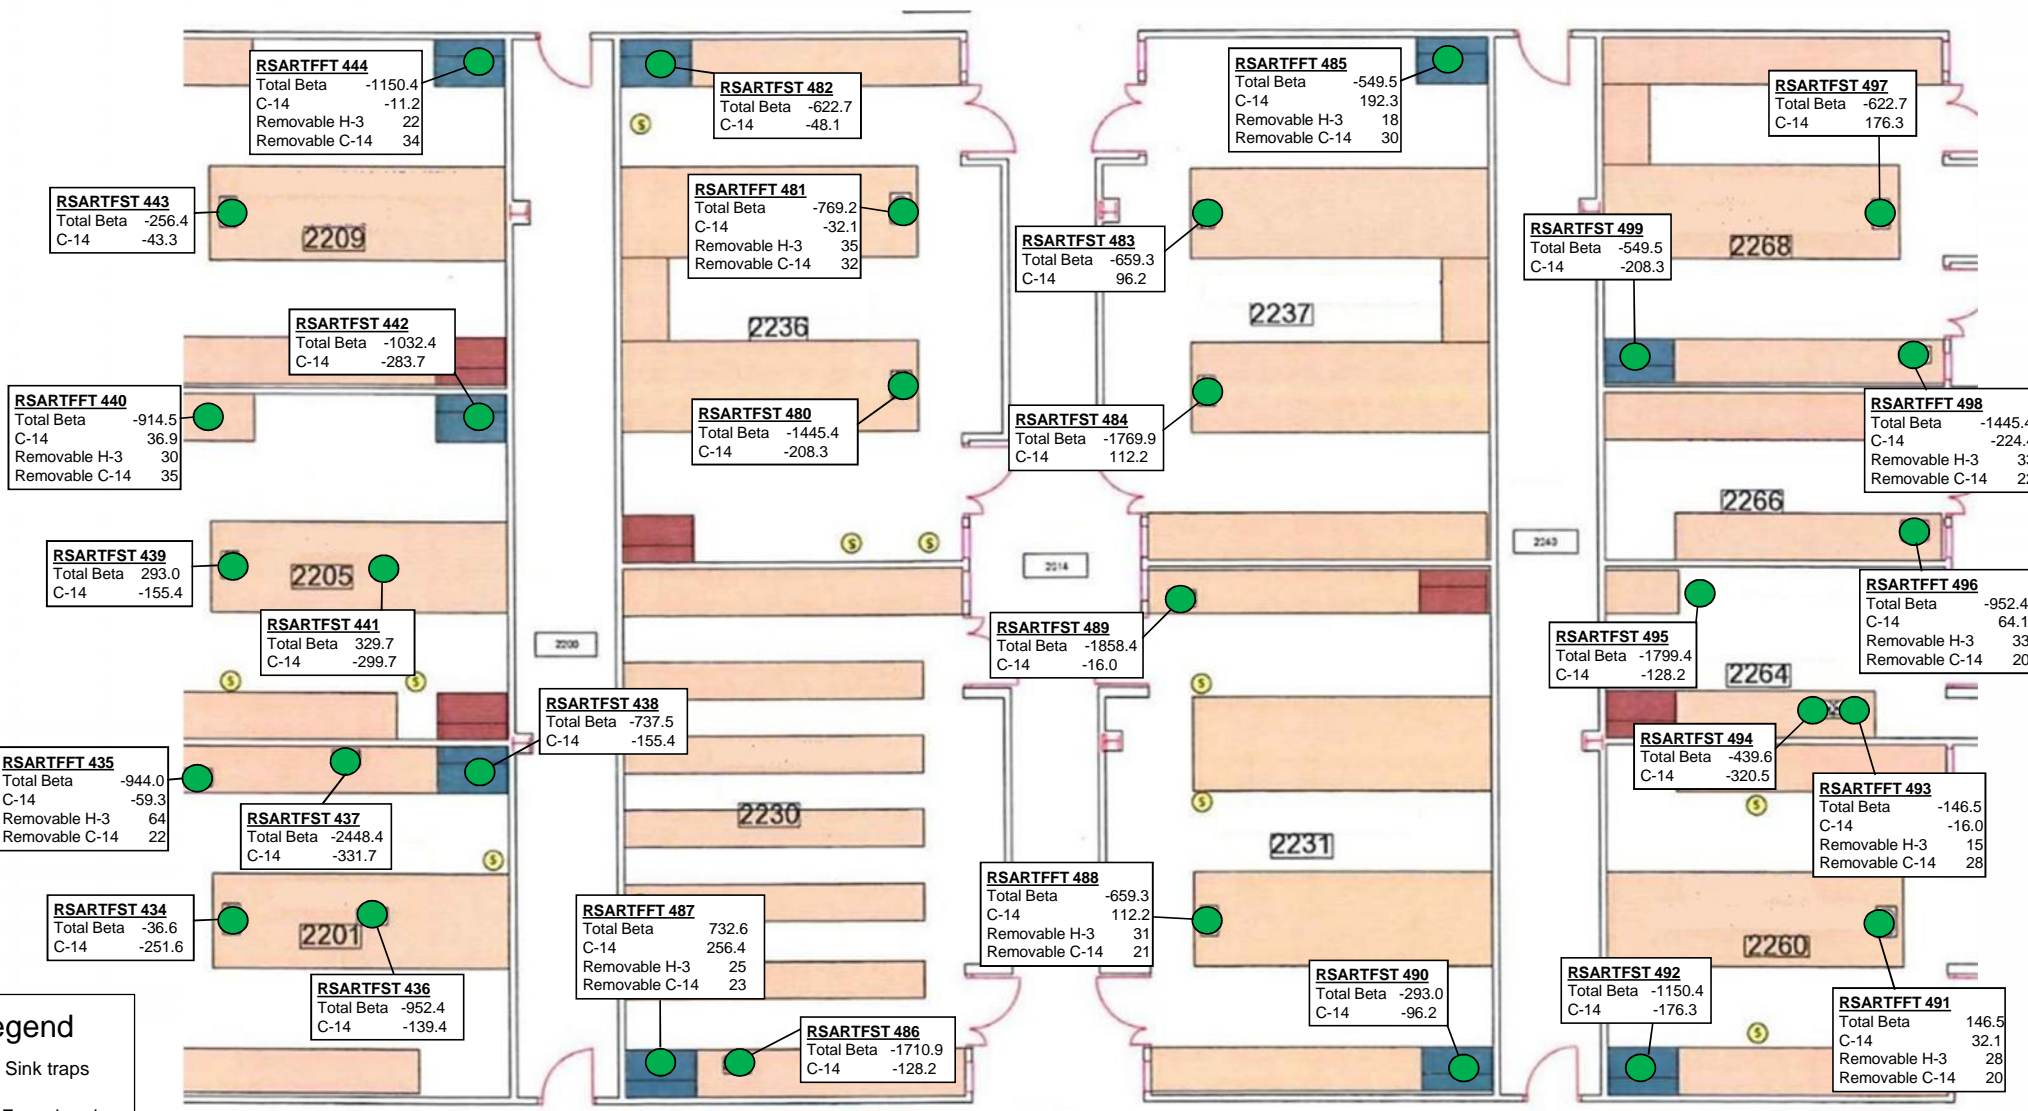 RSARTFFT 444
Total Beta -1150.4
C-14 -11.2
Removable H-3 22
Removable C-14 34
RSARTFST 482
Total Beta -622.7
C-14 -48.1
RSARTFFT 485
Total Beta -549.5
C-14 192.3
Removable H-3 18
Removable C-14 30
RSARTFST 497
Total Beta -622.7
C-14 176.3
RSARTFST 443
Total Beta -256.4
C-14 -43.3
2209
RSARTFFT 481
Total Beta -769.2
C-14 -32.1
Removable H-3 35
Removable C-14 32
RSARTFST 483
Total Beta -659.3
C-14 96.2
RSARTFST 499
Total Beta -549.5
C-14 -208.3
2268
RSARTFST 442
Total Beta -1032.4
C-14 -283.7
2236
2237
RSARTFFT 440
Total Beta -914.5
C-14 36.9
Removable H-3 30
Removable C-14 35
RSARTFST 480
Total Beta -1445.4
C-14 -208.3
RSARTFST 484
Total Beta -1769.9
C-14 112.2
RSARTFFT 498
Total Beta -1445.4
C-14 -224.
Removable H-3 33
Removable C-14 22
2266
RSARTFST 439
Total Beta 293.0
C-14 -155.4
2205
2014
2243
RSARTFST 441
Total Beta 329.7
C-14 -299.7
2200
RSARTFST 489
Total Beta -1858.4
C-14 -16.0
RSARTFST 495
Total Beta -1799.4
C-14 -128.2
RSARTFFT 496
Total Beta -952.4
C-14 64.1
Removable H-3 33
Removable C-14 20
2264
RSARTFST 438
Total Beta -737.5
C-14 -155.4
RSARTFFT 435
Total Beta -944.0
C-14 -59.3
Removable H-3 64
Removable C-14 22
RSARTFST 437
Total Beta -2448.4
C-14 -331.7
2230
2231
RSARTFST 494
Total Beta -439.6
C-14 -320.5
RSARTFFT 493
Total Beta -146.5
C-14 -16.0
Removable H-3 15
Removable C-14 28
RSARTFST 434
Total Beta -36.6
C-14 -251.6
2201
RSARTFFT 487
Total Beta 732.6
C-14 256.4
Removable H-3 25
Removable C-14 23
RSARTFFT 488
Total Beta -659.3
C-14 112.2
Removable H-3 31
Removable C-14 21
2260
RSARTFST 436
Total Beta -952.4
C-14 -139.4
RSARTFST 486
Total Beta -1710.9
C-14 -128.2
RSARTFST 490
Total Beta -293.0
C-14 -96.2
RSARTFST 492
Total Beta -1150.4
C-14 -176.3
RSARTFFT 491
Total Beta 146.5
C-14 32.1
Removable H-3 28
Removable C-14 20
egend
Sink traps